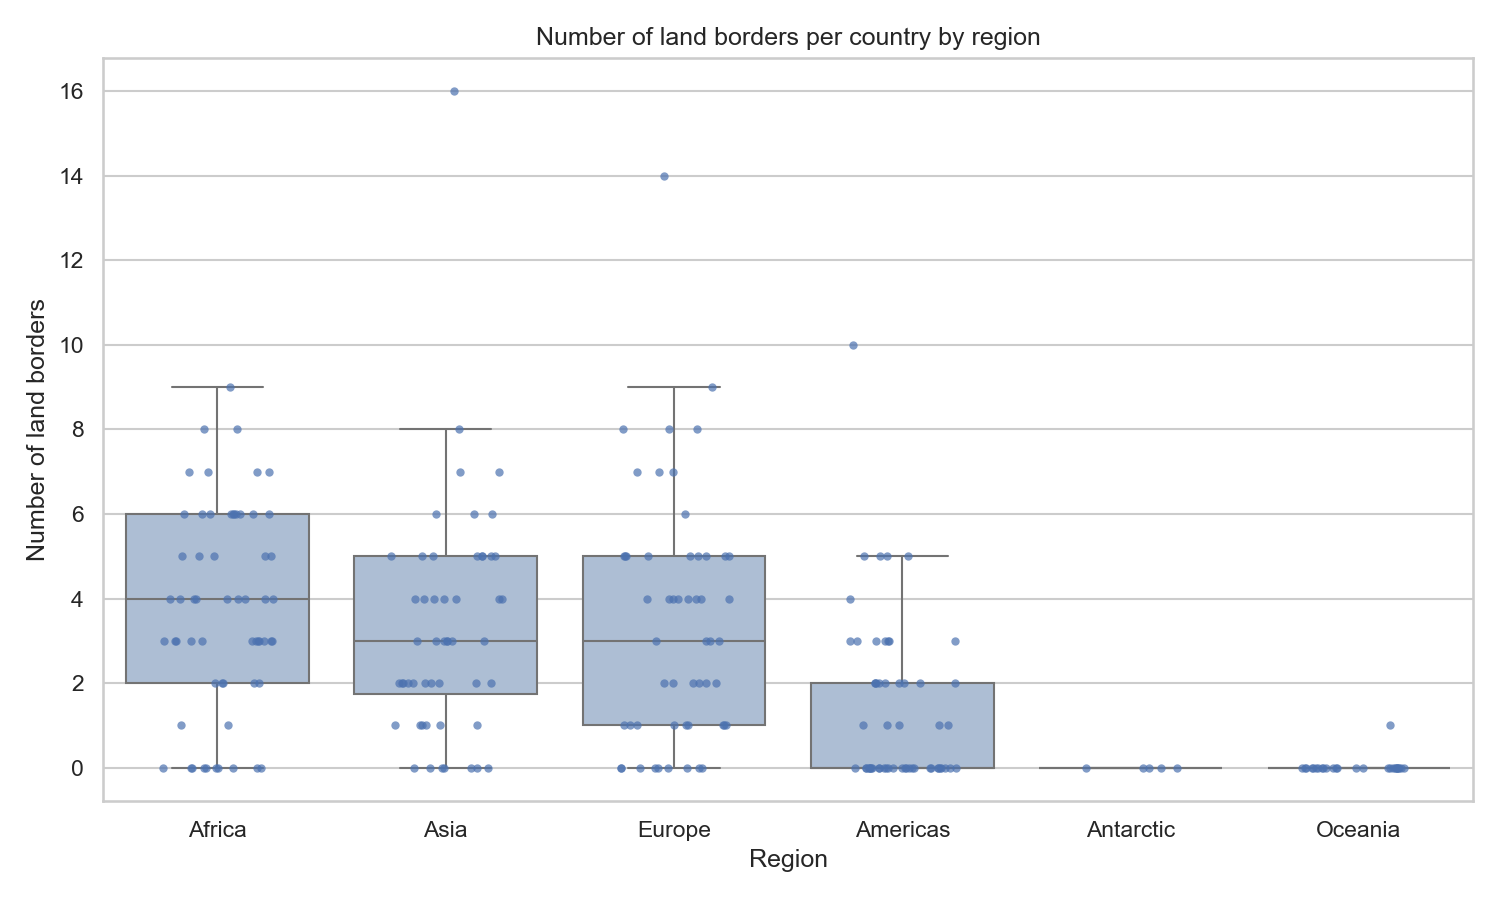 Number of land borders per country by region
Number of land borders
16
14
12
10
8
6
4
2
0
Africa
Asia
Europe
Americas
Antarctic
Oceania
Region